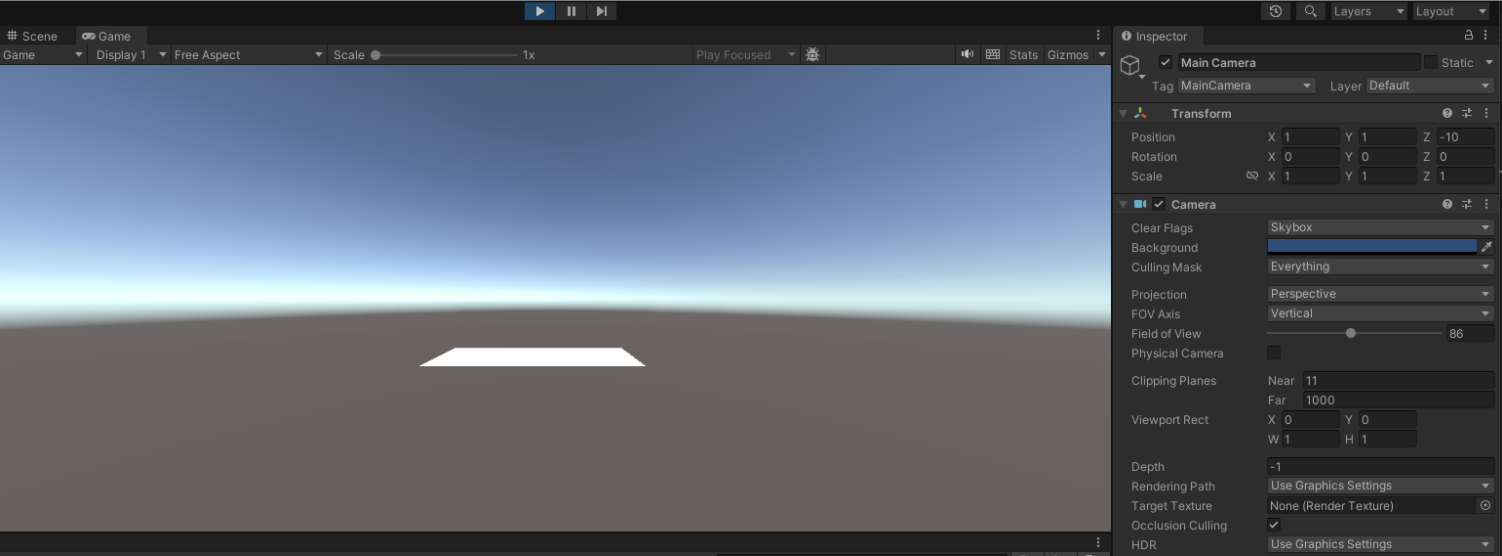 Layers Layout
Scene Game Inspector
Game Display 1 Free Aspect Scale 1x Play Focused Stats Gizmos
Main Camera Static
Tag MainCamera Layer Default
Transform
Position X 1 Y 1 Z -10
Rotation X 0 Y 0 Z 0
Scale X 1 Y 1 Z 1
Camera
Clear Flags Skybox
Background
Culling Mask Everything
Projection Perspective
FOV Axis Vertical
Field of View 86
Physical Camera
Clipping Planes Near 11
Far 1000
Viewport Rect X 0 Y 0
W 1 H 1
Depth -1
Rendering Path Use Graphics Settings
Target Texture None (Render Texture)
Occlusion Culling
HDR Use Graphics Settings